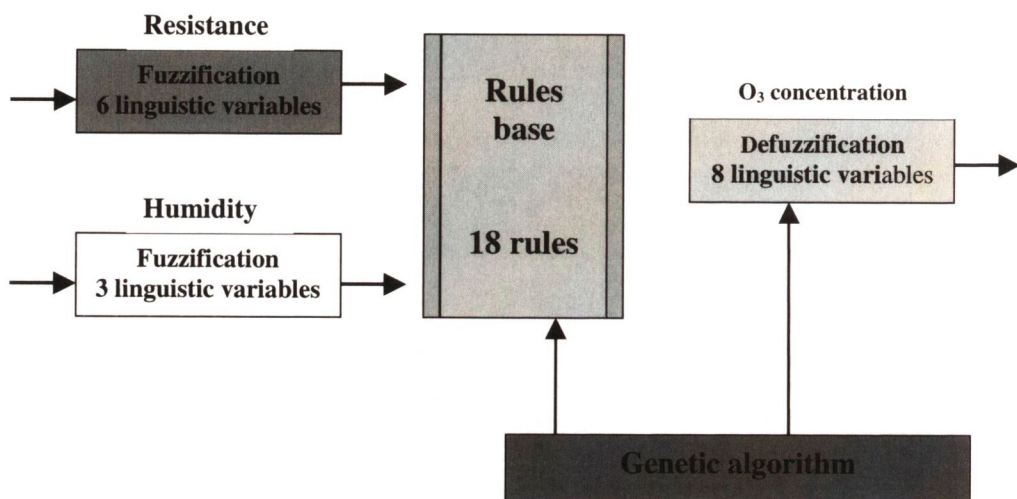 Resistance
Fuzzification
6 linguistic variables
Humidity
Fuzzification
3 linguistic variables
Rules
base
18 rules
O₃ concentration
Defuzzification
8 linguistic variables
Genetic algorithm